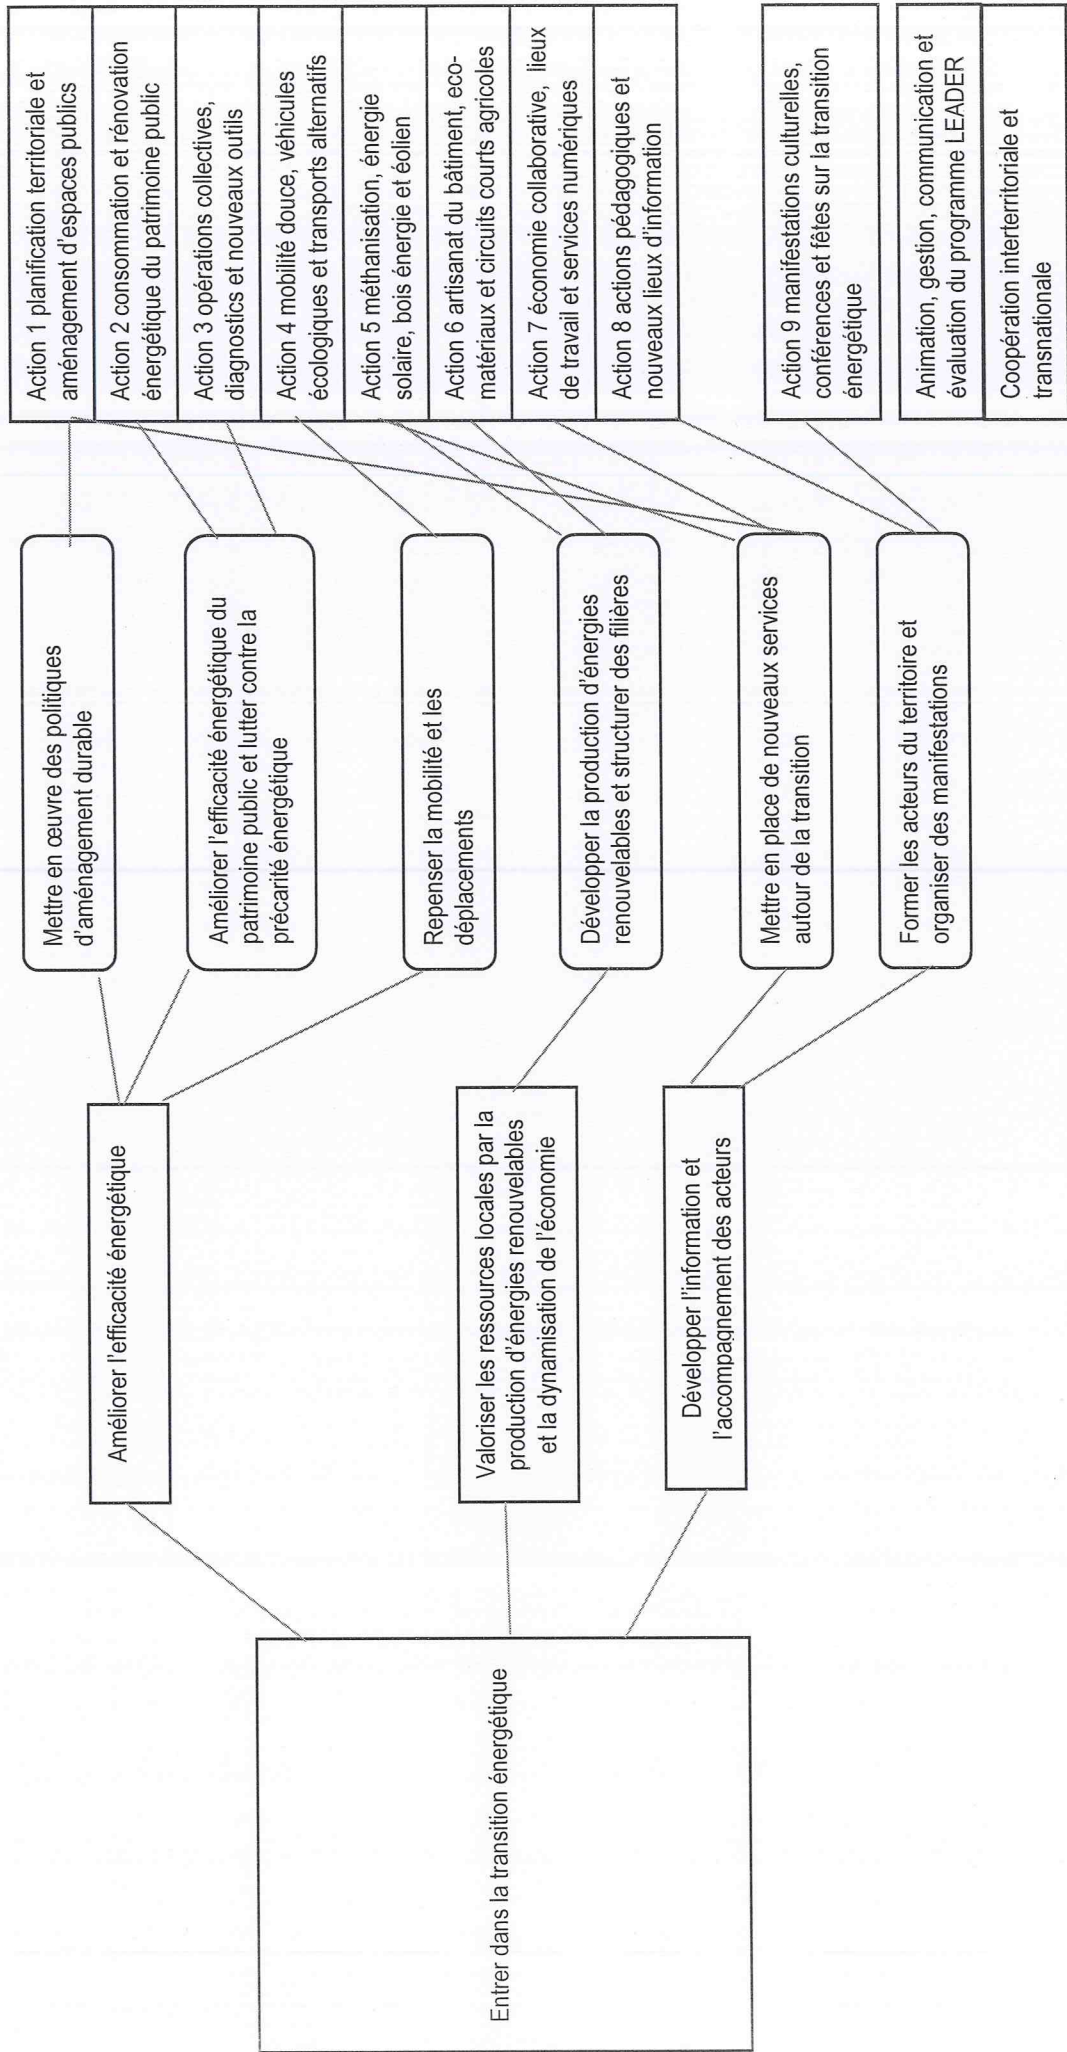 Entrer dans la transition énergétique
Améliorer l'efficacité énergétique
Valoriser les ressources locales par la
production d'énergies renouvelables
et la dynamisation de l'économie
Développer l'information et
l'accompagnement des acteurs
Mettre en œuvre des politiques
d'aménagement durable
Améliorer l'efficacité énergétique du
patrimoine public et lutter contre la
précarité énergétique
Repenser la mobilité et les
déplacements
Développer la production d'énergies
renouvelables et structurer des filières
Mettre en place de nouveaux services
autour de la transition
Former les acteurs du territoire et
organiser des manifestations
Action 1 planification territoriale et
aménagement d'espaces publics
Action 2 consommation et rénovation
énergétique du patrimoine public
Action 3 opérations collectives,
diagnostics et nouveaux outils
Action 4 mobilité douce, véhicules
écologiques et transports alternatifs
Action 5 méthanisation, énergie
solaire, bois énergie et éolien
Action 6 artisanat du bâtiment, eco-
matériaux et circuits courts agricoles
Action 7 économie collaborative, lieux
de travail et services numériques
Action 8 actions pédagogiques et
nouveaux lieux d'information
Action 9 manifestations culturelles,
conférences et fêtes sur la transition
énergétique
Animation, gestion, communication et
évaluation du programme LEADER
Coopération interterritoriale et
transnationale